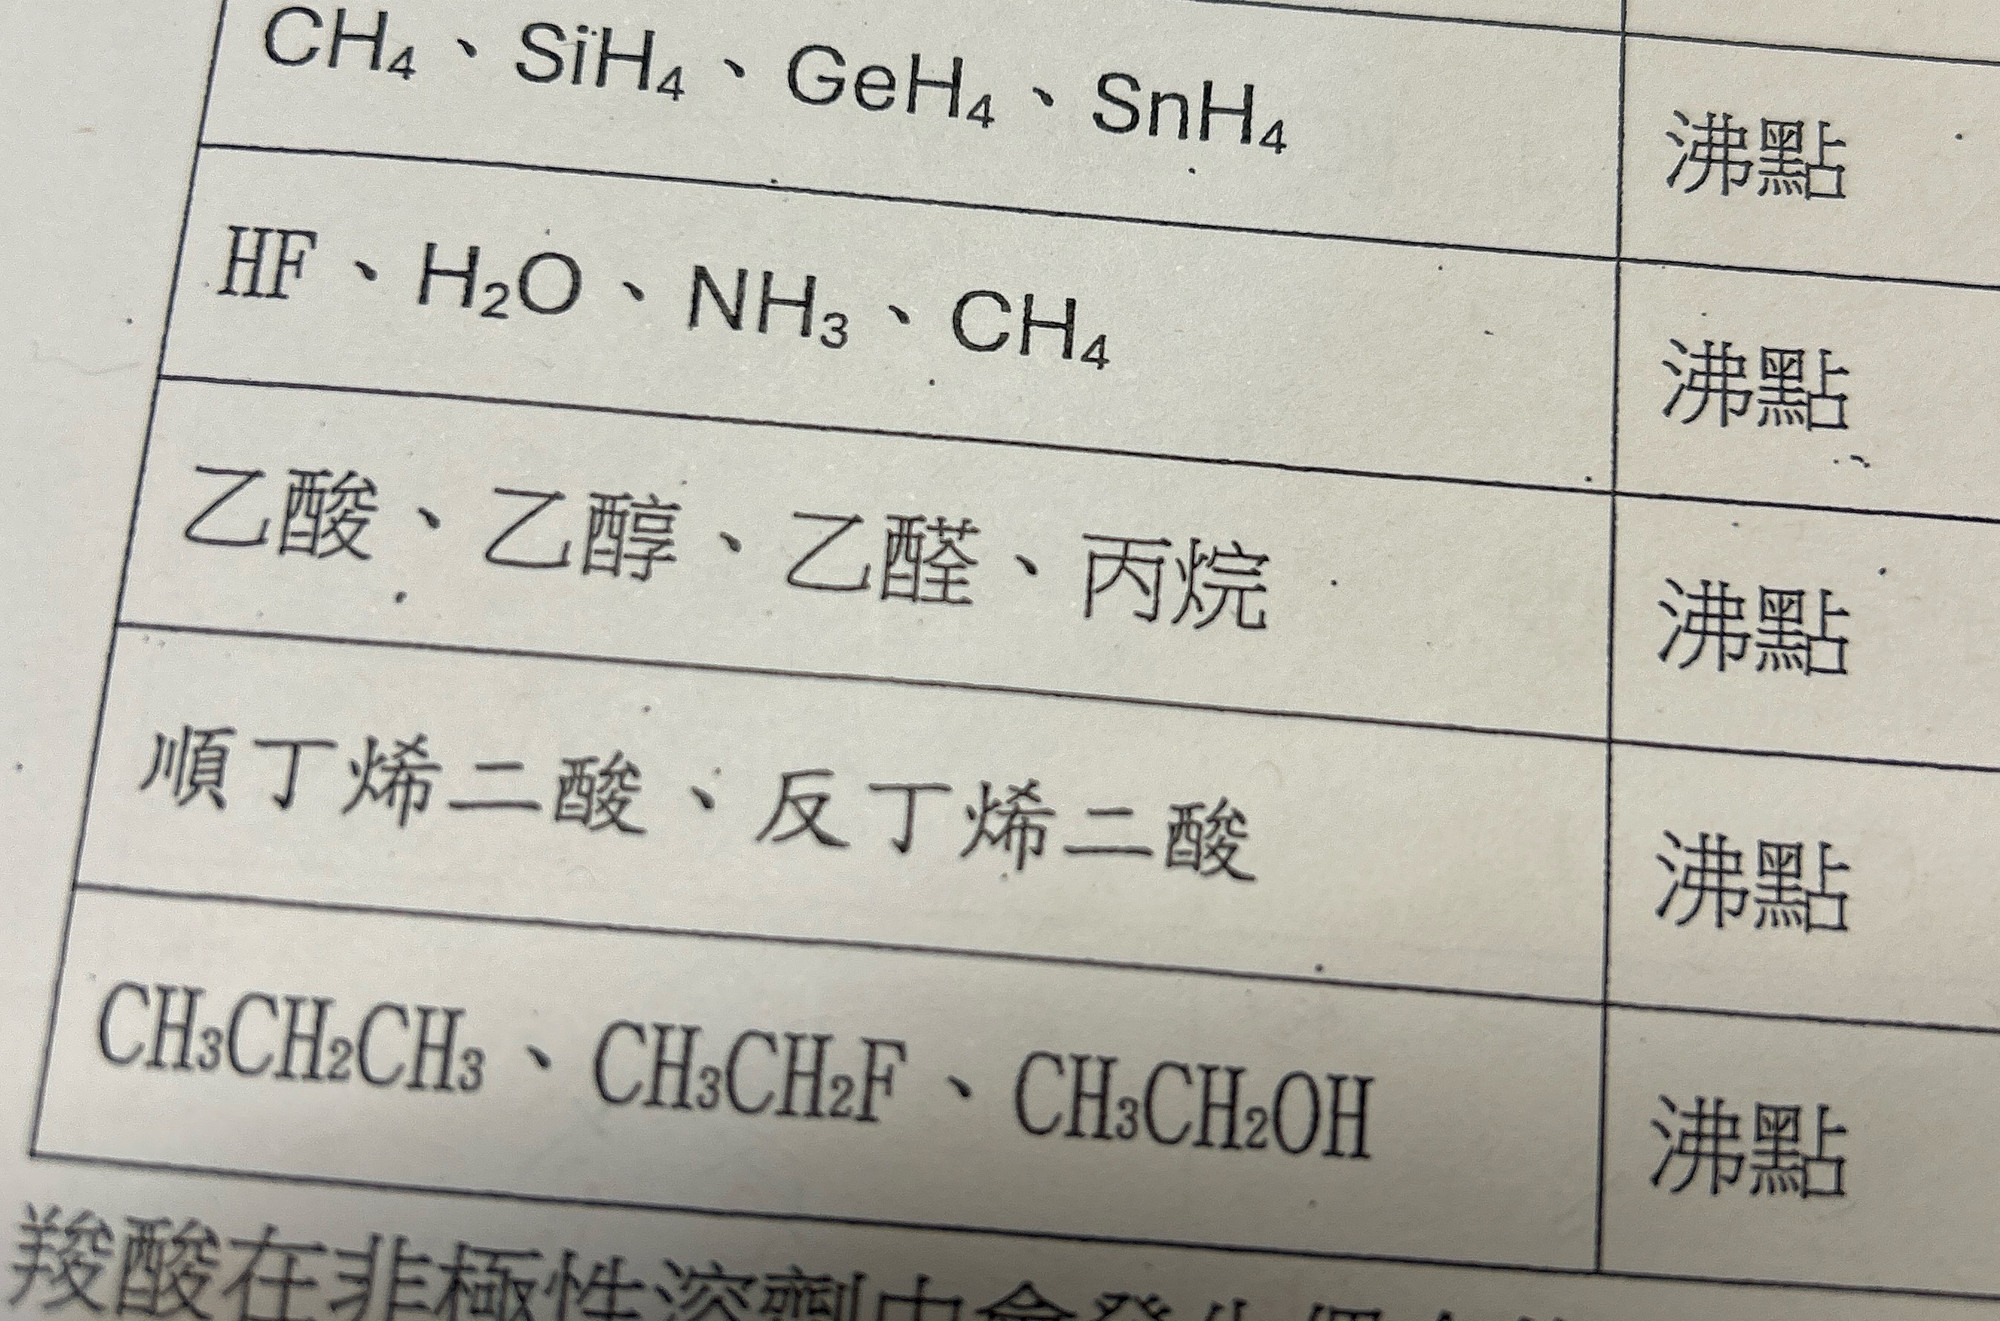 CH₄、SiH₄、GeH₄、SnH₄ 沸點
HF、H₂O、NH₃、CH₄ 沸點
乙酸、乙醇、乙醛、丙烷 沸點
順丁烯二酸、反丁烯二酸 沸點
CH₃CH₂CH₃、CH₃CH₂F、CH₃CH₂OH 沸點
羧酸在非極性溶劑中會發生